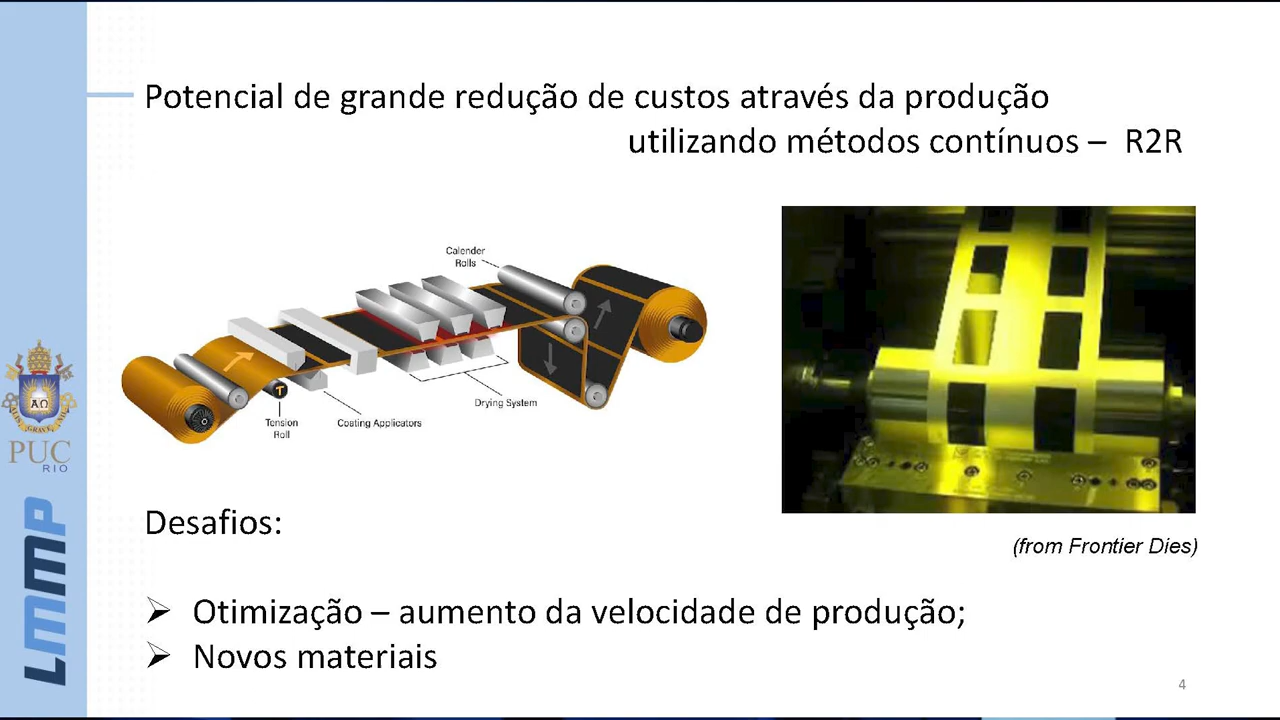 Potencial de grande redução de custos através da produção
utilizando métodos contínuos – R2R
Calender
Rolls
Tension
Roll
Coating Applicators
Drying System
T
ΑΩ
PUC
RIO
LMMP
Desafios:
(from Frontier Dies)
➢ Otimização – aumento da velocidade de produção;
➢ Novos materiais
4